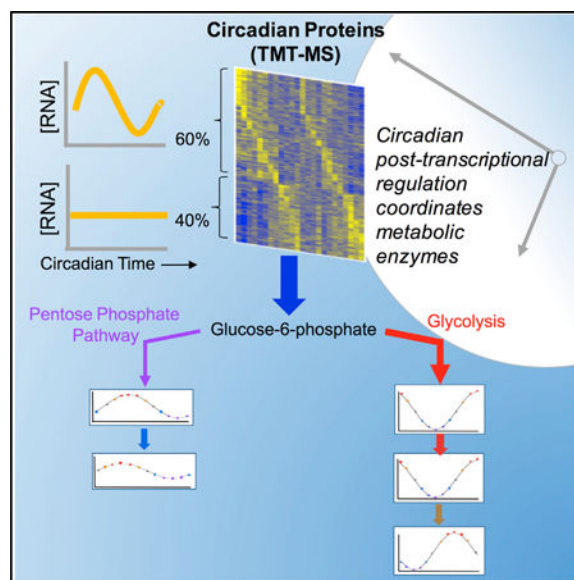 Circadian Proteins
(TMT-MS)
[RNA]
60%
[RNA]
40%
Circadian Time
Circadian
post-transcriptional
regulation
coordinates
metabolic
enzymes
Pentose Phosphate
Pathway
Glucose-6-phosphate
Glycolysis